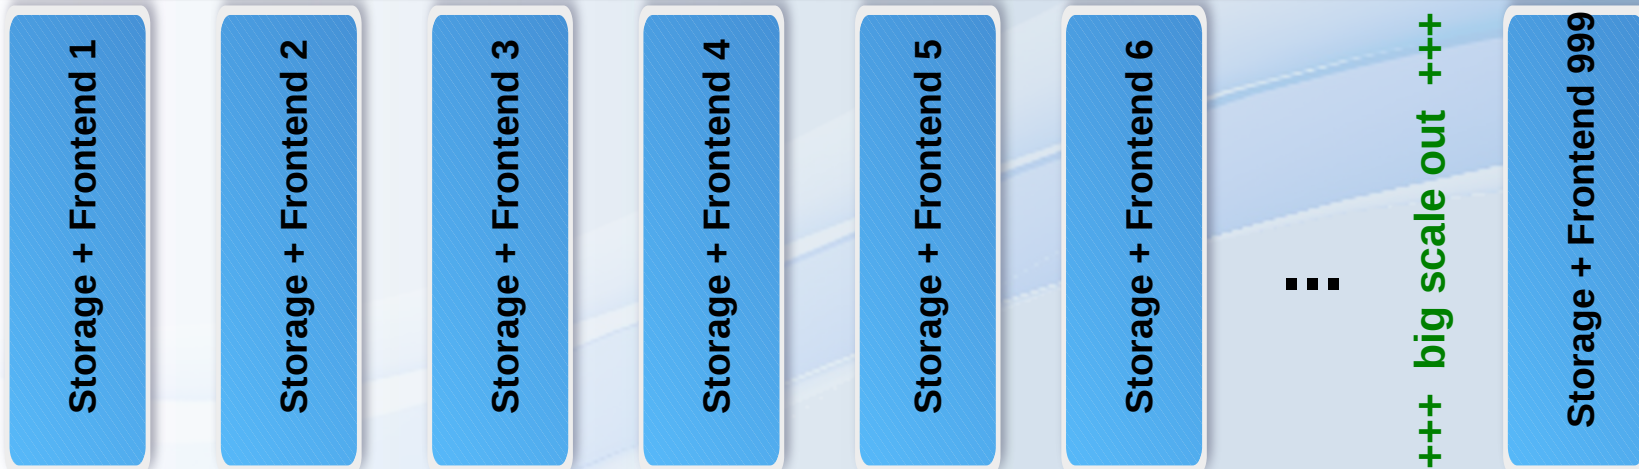 Storage + Frontend 1
Storage + Frontend 2
Storage + Frontend 3
Storage + Frontend 4
Storage + Frontend 5
Storage + Frontend 6
...
+++ big scale out +++
Storage + Frontend 999